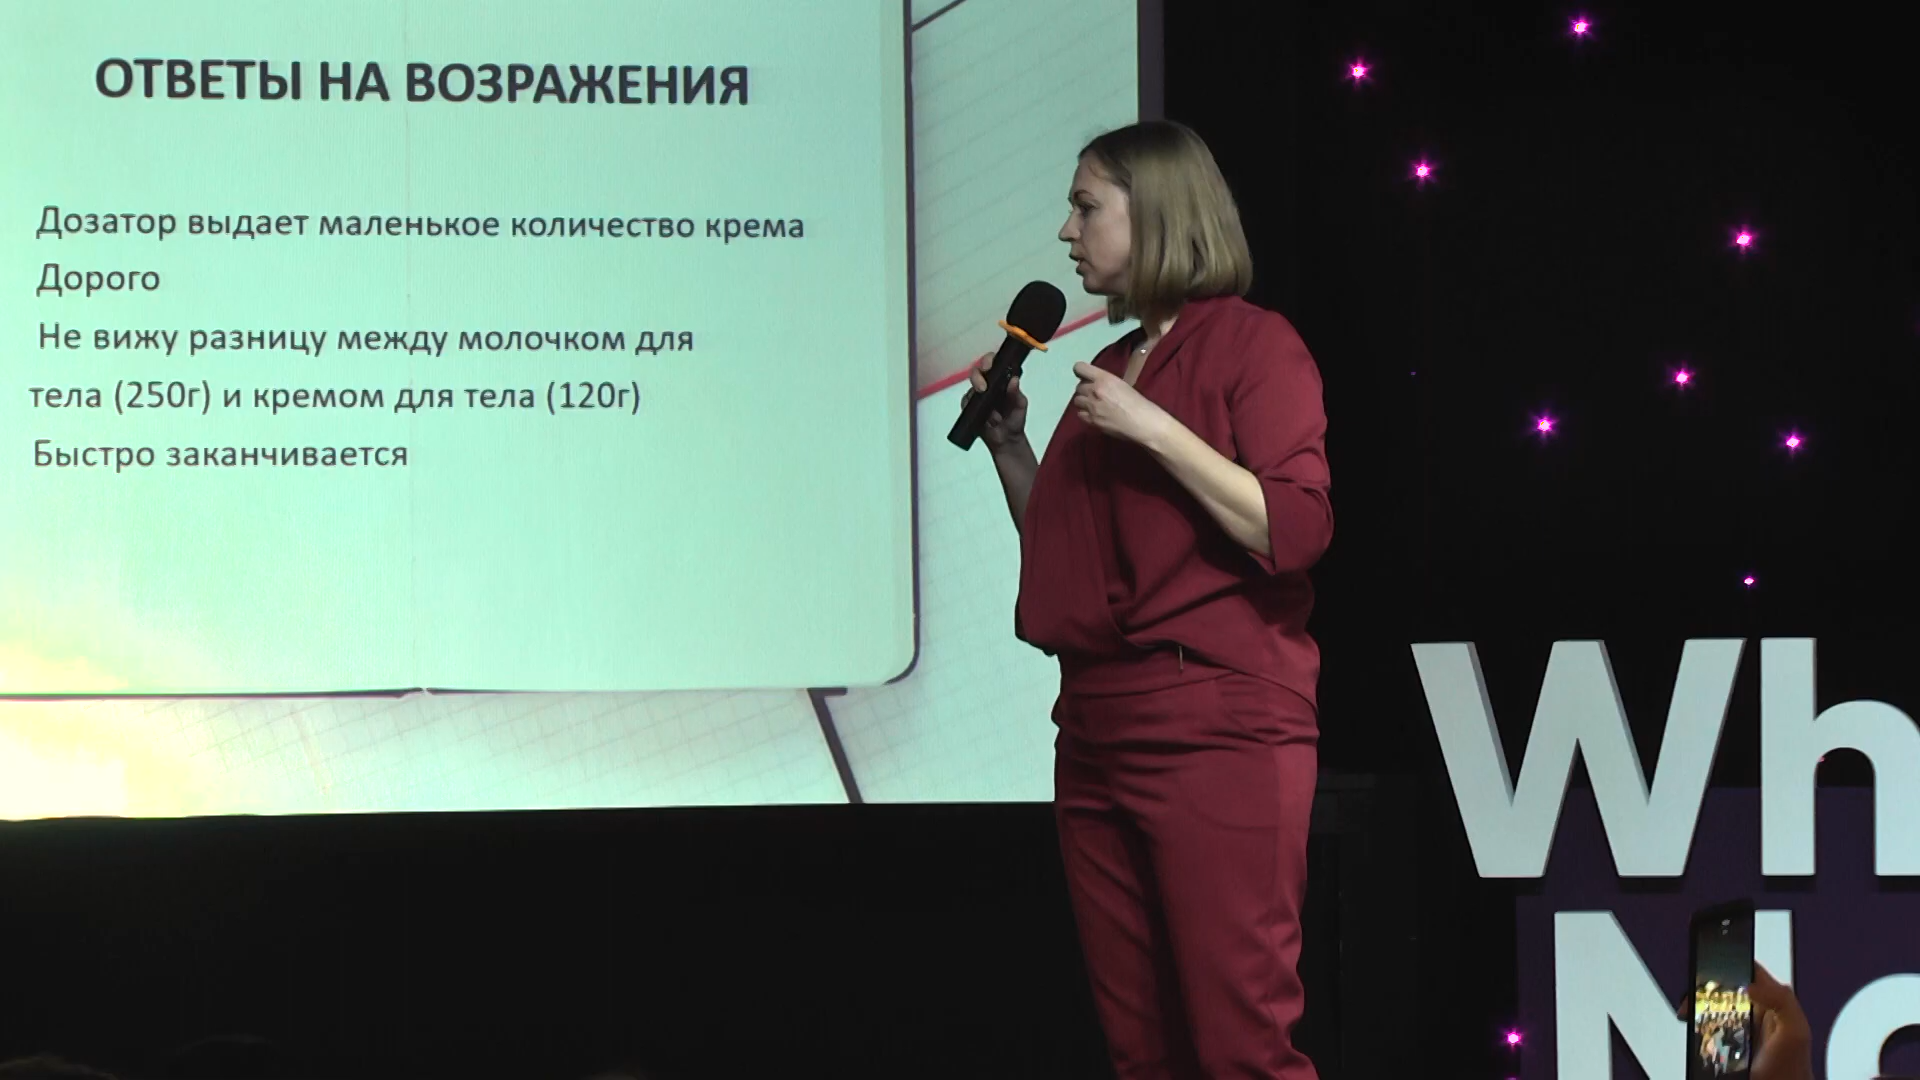 ОТВЕТЫ НА ВОЗРАЖЕНИЯ
Дозатор выдает маленькое количество крема
Дорого
Не вижу разницу между молочком для
тела (250г) и кремом для тела (120г)
Быстро заканчивается
Wh
No